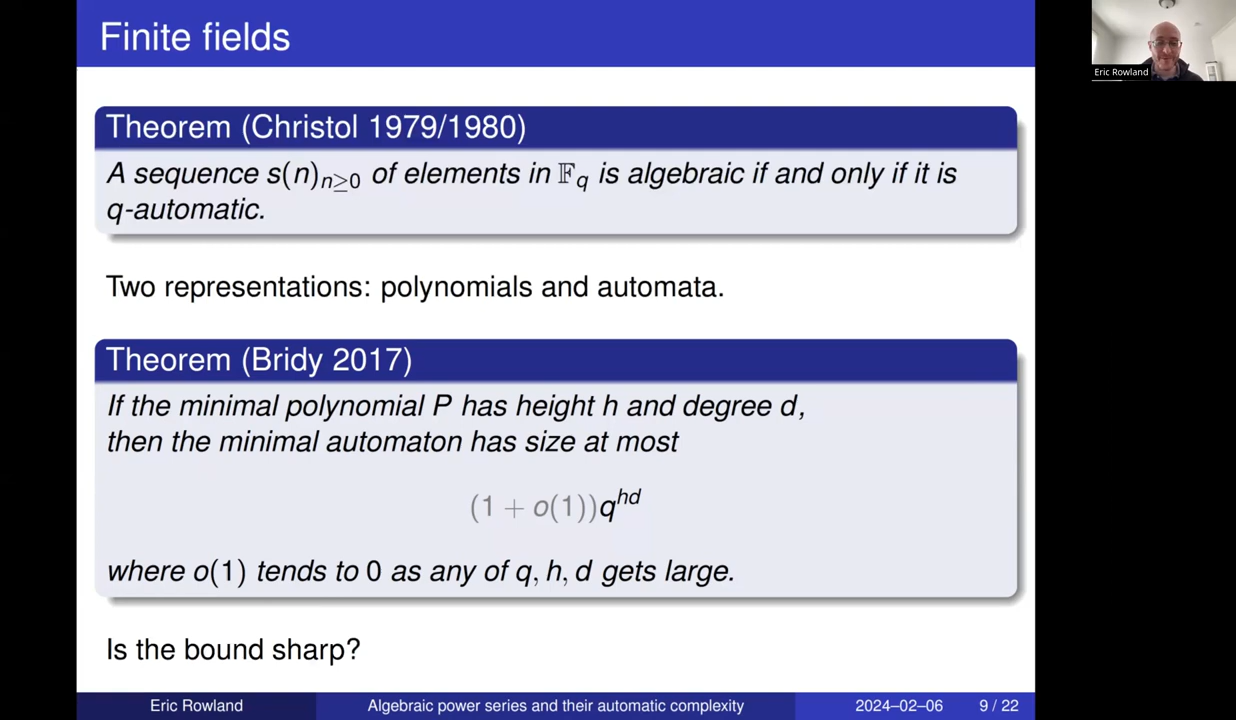 Finite fields
Eric Rowland
Theorem (Christol 1979/1980)
A sequence s(n)_{n≥0} of elements in 𝔽_q is algebraic if and only if it is
q-automatic.
Two representations: polynomials and automata.
Theorem (Bridy 2017)
If the minimal polynomial P has height h and degree d,
then the minimal automaton has size at most
(1 + o(1))q^{hd}
where o(1) tends to 0 as any of q, h, d gets large.
Is the bound sharp?
Eric Rowland Algebraic power series and their automatic complexity 2024–02–06 9 / 22